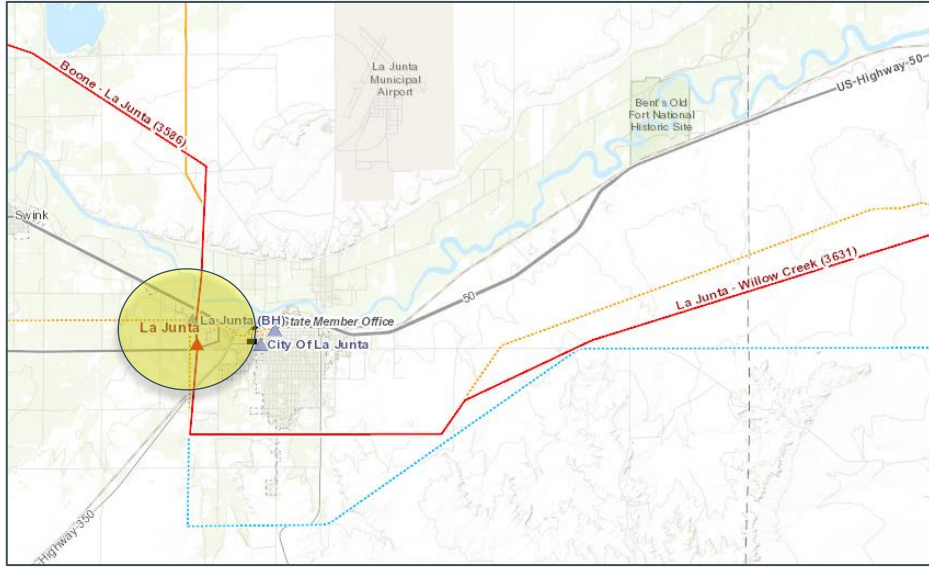 Boone - La Junta (3586)
La Junta
Municipal
Airport
US-Highway-50
Bent's Old
Fort National
Historic Site
Swink
La Junta - Willow Creek (3631)
50
La Junta (BH)
State Member Office
La Junta
City Of La Junta
Highway-350